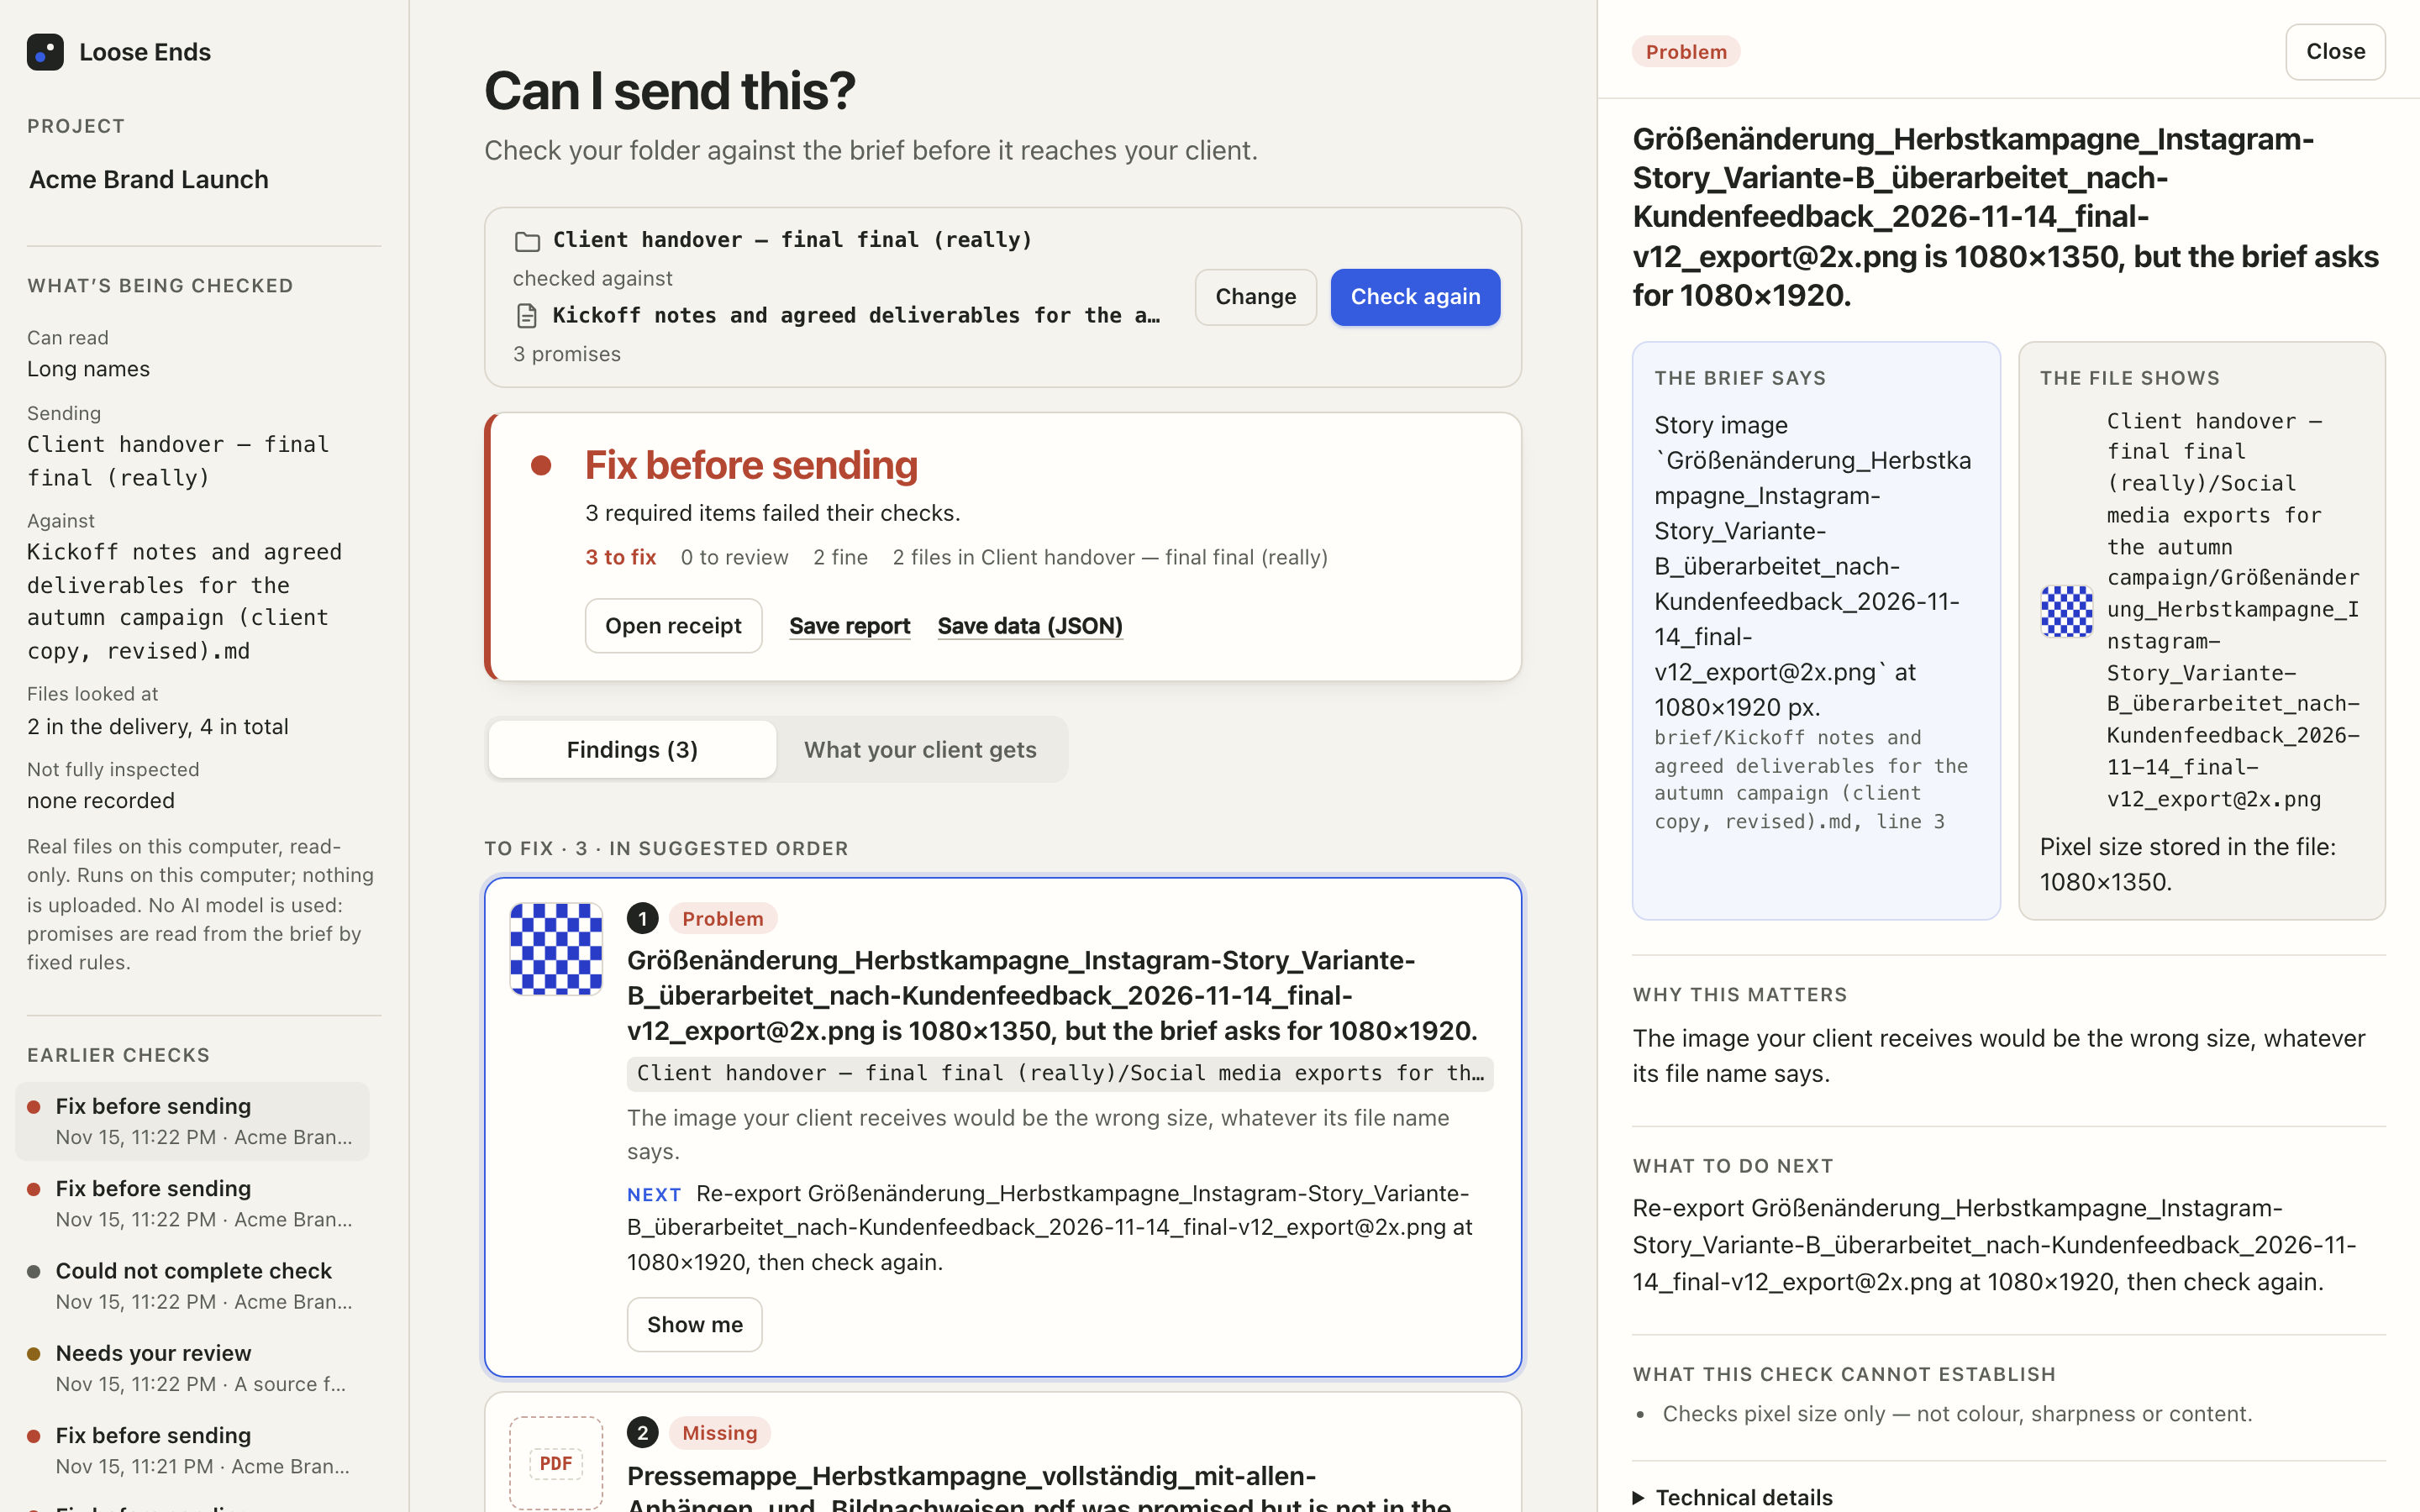 Loose Ends
PROJECT
Acme Brand Launch
WHAT’S BEING CHECKED
Can read
Long names
Sending
Client handover — final
final (really)
Against
Kickoff notes and agreed
deliverables for the
autumn campaign (client
copy, revised).md
Files looked at
2 in the delivery, 4 in total
Not fully inspected
none recorded
Real files on this computer, read-
only. Runs on this computer; nothing
is uploaded. No AI model is used:
promises are read from the brief by
fixed rules.
EARLIER CHECKS
Fix before sending
Nov 15, 11:22 PM · Acme Bran…
Fix before sending
Nov 15, 11:22 PM · Acme Bran…
Could not complete check
Nov 15, 11:22 PM · Acme Bran…
Needs your review
Nov 15, 11:22 PM · A source f…
Fix before sending
Nov 15, 11:21 PM · Acme Bran…
Can I send this?
Check your folder against the brief before it reaches your client.
Client handover — final final (really)
checked against
Kickoff notes and agreed deliverables for the a…
3 promises
Change
Check again
Fix before sending
3 required items failed their checks.
3 to fix 0 to review 2 fine 2 files in Client handover — final final (really)
Open receipt Save report Save data (JSON)
Findings (3) What your client gets
TO FIX · 3 · IN SUGGESTED ORDER
1 Problem
Größenänderung_Herbstkampagne_Instagram-Story_Variante-
B_überarbeitet_nach-Kundenfeedback_2026-11-14_final-
v12_export@2x.png is 1080×1350, but the brief asks for 1080×1920.
Client handover — final final (really)/Social media exports for th…
The image your client receives would be the wrong size, whatever its file name
says.
NEXT Re-export Größenänderung_Herbstkampagne_Instagram-Story_Variante-
B_überarbeitet_nach-Kundenfeedback_2026-11-14_final-v12_export@2x.png at
1080×1920, then check again.
Show me
PDF
2 Missing
Pressemappe_Herbstkampagne_vollständig_mit-allen-
Anhängen_und_Bildnachweisen.pdf was promised but is not in the
Problem
Close
Größenänderung_Herbstkampagne_Instagram-
Story_Variante-B_überarbeitet_nach-
Kundenfeedback_2026-11-14_final-
v12_export@2x.png is 1080×1350, but the brief asks
for 1080×1920.
THE BRIEF SAYS
Story image
`Größenänderung_Herbstka
mpagne_Instagram-
Story_Variante-
B_überarbeitet_nach-
Kundenfeedback_2026-11-
14_final-
v12_export@2x.png` at
1080×1920 px.
brief/Kickoff notes and
agreed deliverables for the
autumn campaign (client
copy, revised).md, line 3
THE FILE SHOWS
Client handover —
final final
(really)/Social
media exports for
the autumn
campaign/Größenänder
ung_Herbstkampagne_I
nstagram-
Story_Variante-
B_überarbeitet_nach-
Kundenfeedback_2026-
11-14_final-
v12_export@2x.png
Pixel size stored in the file:
1080×1350.
WHY THIS MATTERS
The image your client receives would be the wrong size, whatever
its file name says.
WHAT TO DO NEXT
Re-export Größenänderung_Herbstkampagne_Instagram-
Story_Variante-B_überarbeitet_nach-Kundenfeedback_2026-11-
14_final-v12_export@2x.png at 1080×1920, then check again.
WHAT THIS CHECK CANNOT ESTABLISH
• Checks pixel size only — not colour, sharpness or content.
Technical details